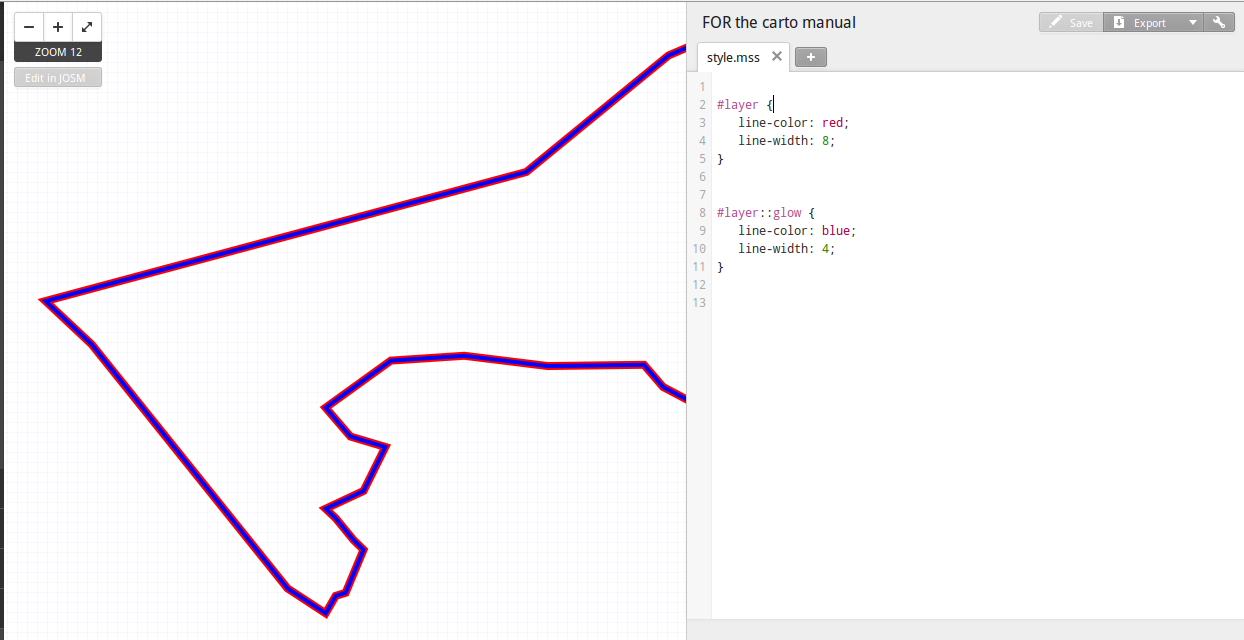 ZOOM 12
Edit in JOSM
FOR the carto manual
Save
Export
style.mss
1
2 #layer {
3 line-color: red;
4 line-width: 8;
5 }
6
7
8 #layer::glow {
9 line-color: blue;
10 line-width: 4;
11 }
12
13